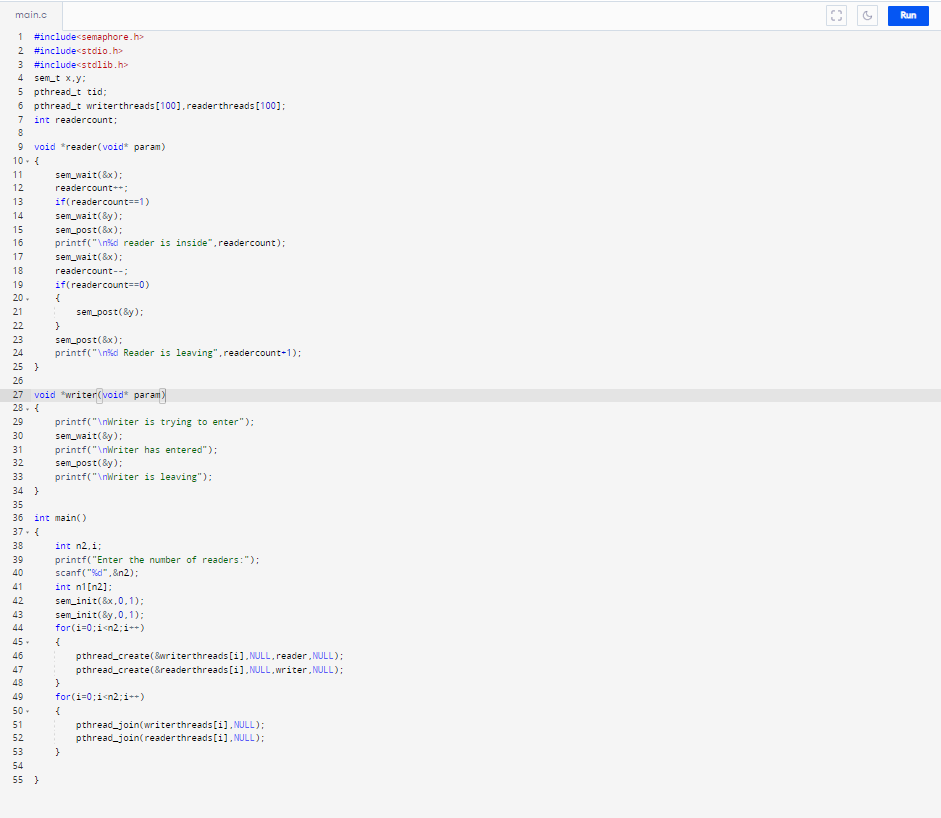 main.c
Run
1 #include<semaphore.h>
2 #include<stdio.h>
3 #include<stdlib.h>
4 sem_t x,y;
5 pthread_t tid;
6 pthread_t writerthreads[100],readerthreads[100];
7 int readercount;
8
9 void *reader(void* param)
10 {
11 sem_wait(&x);
12 readercount++;
13 if(readercount==1)
14 sem_wait(&y);
15 sem_post(&x);
16 printf("\n%d reader is inside",readercount);
17 sem_wait(&x);
18 readercount--;
19 if(readercount==0)
20 {
21 sem_post(&y);
22 }
23 sem_post(&x);
24 printf("\n%d Reader is leaving",readercount+1);
25 }
26
27 void *writer(void* param)
28 {
29 printf("\nWriter is trying to enter");
30 sem_wait(&y);
31 printf("\nWriter has entered");
32 sem_post(&y);
33 printf("\nWriter is leaving");
34 }
35
36 int main()
37 {
38 int n2,i;
39 printf("Enter the number of readers:");
40 scanf("%d",&n2);
41 int n1[n2];
42 sem_init(&x,0,1);
43 sem_init(&y,0,1);
44 for(i=0;i<n2;i++)
45 {
46 pthread_create(&writerthreads[i],NULL,reader,NULL);
47 pthread_create(&readerthreads[i],NULL,writer,NULL);
48 }
49 for(i=0;i<n2;i++)
50 {
51 pthread_join(writerthreads[i],NULL);
52 pthread_join(readerthreads[i],NULL);
53 }
54
55 }